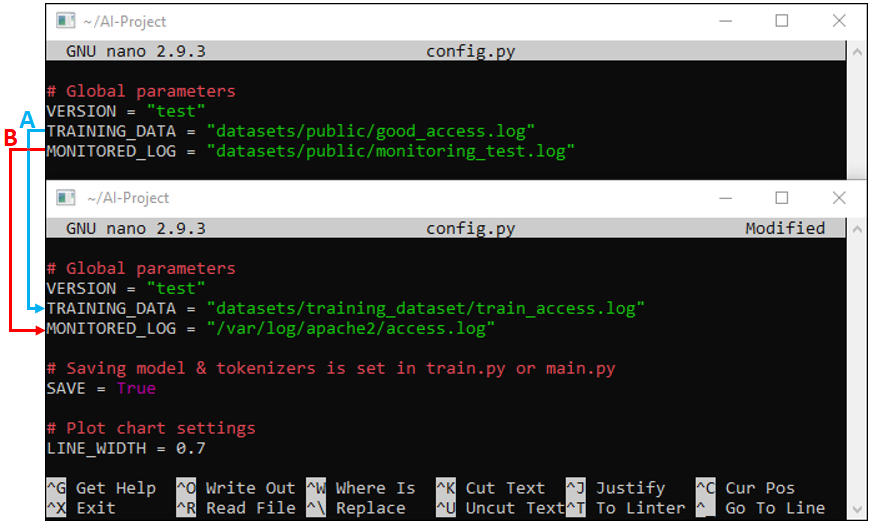 ~/AI-Project
GNU nano 2.9.3 config.py
# Global parameters
VERSION = "test"
A
TRAINING_DATA = "datasets/public/good_access.log"
B
MONITORED_LOG = "datasets/public/monitoring_test.log"
~/AI-Project
GNU nano 2.9.3 config.py Modified
# Global parameters
VERSION = "test"
TRAINING_DATA = "datasets/training_dataset/train_access.log"
MONITORED_LOG = "/var/log/apache2/access.log"
# Saving model & tokenizers is set in train.py or main.py
SAVE = True
# Plot chart settings
LINE_WIDTH = 0.7
^G Get Help ^O Write Out ^W Where Is ^K Cut Text ^J Justify ^C Cur Pos
^X Exit ^R Read File ^\ Replace ^U Uncut Text ^T To Linter ^_ Go To Line